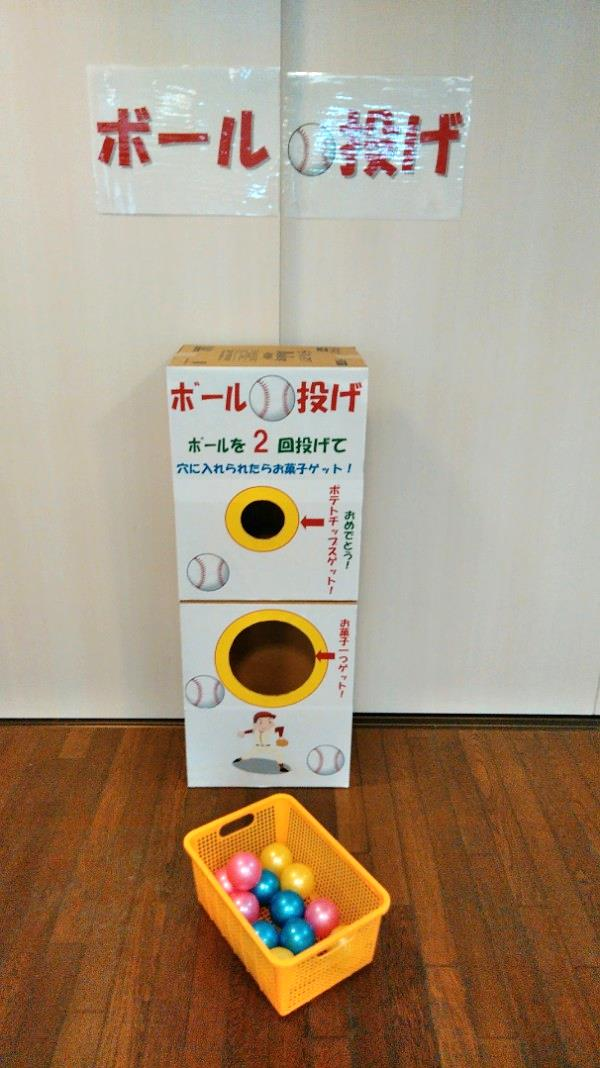 ボール投げ
ボール投げ
ボールを2回投げて
穴に入れられたらお菓子ゲット！
おめでとう！
ポテトチップスゲット！
お菓子一つゲット！